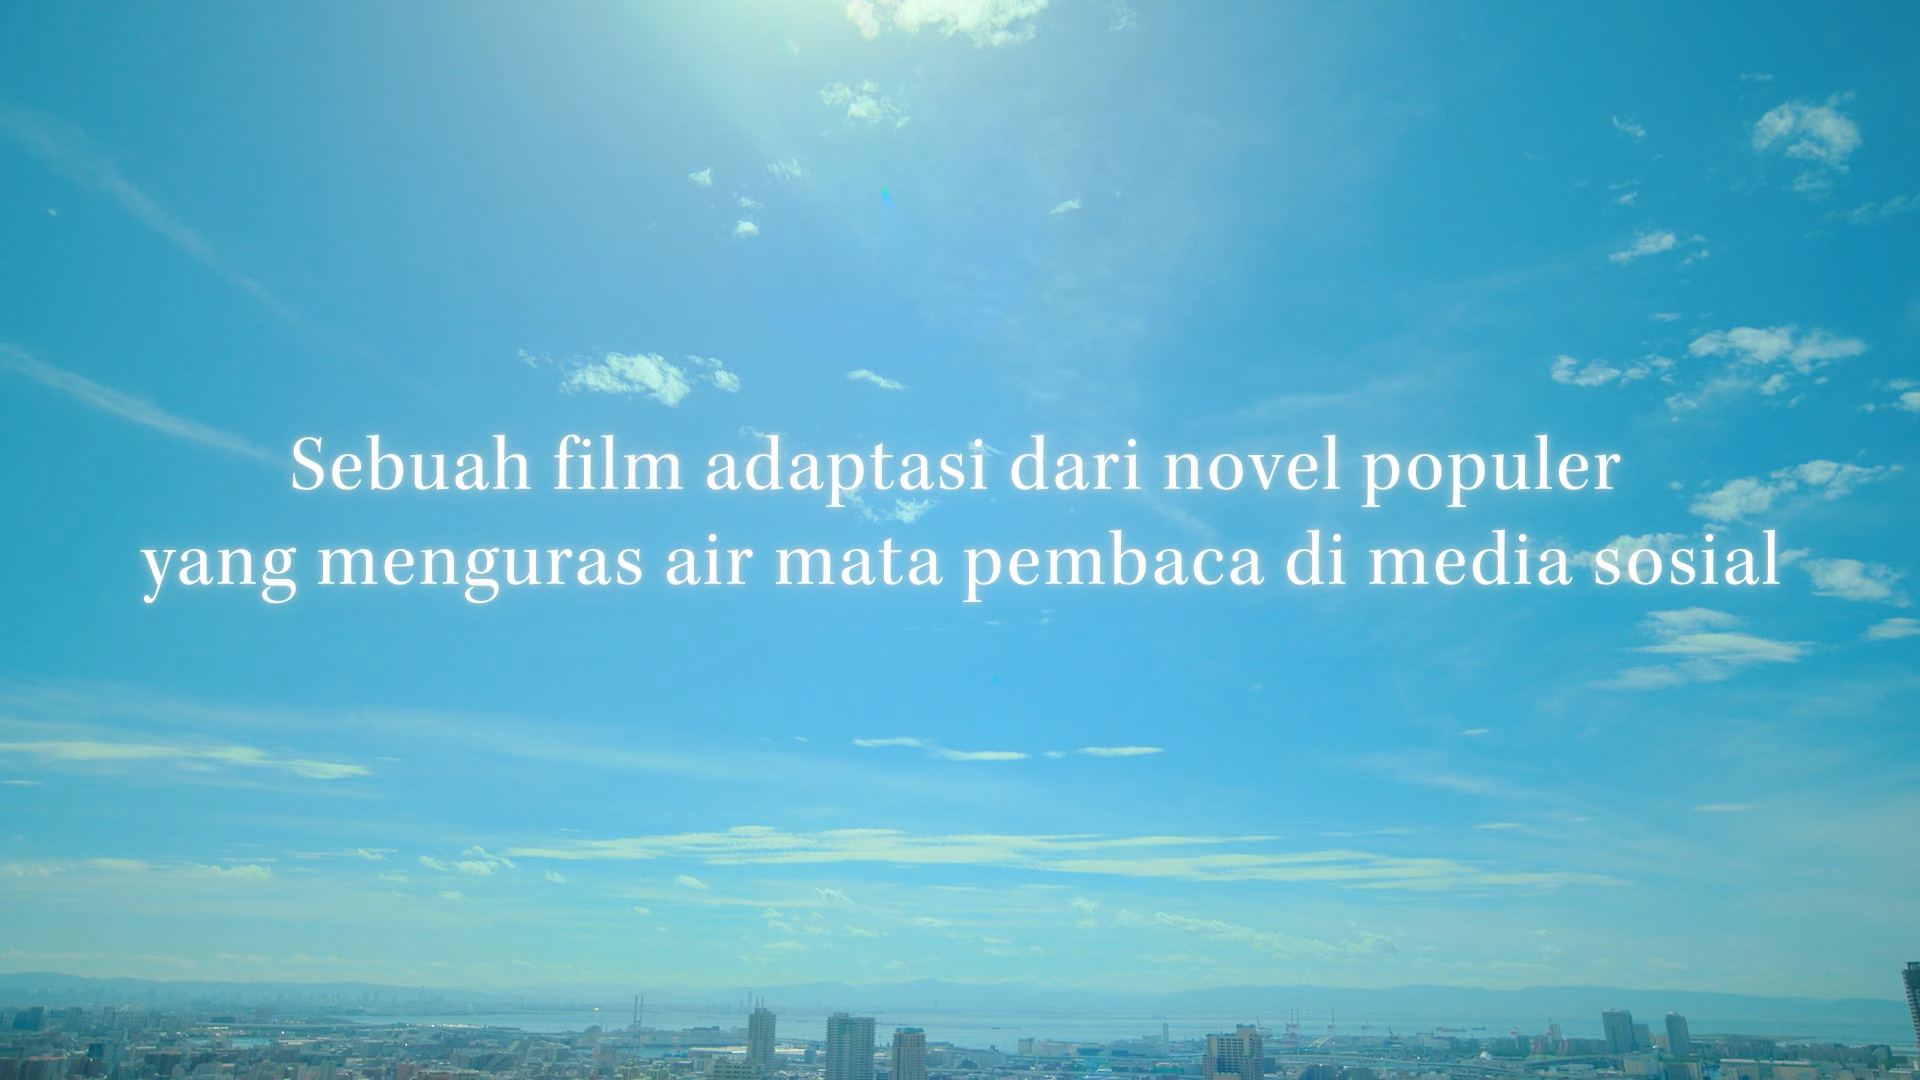 Sebuah film adaptasi dari novel populer
yang menguras air mata pembaca di media sosial